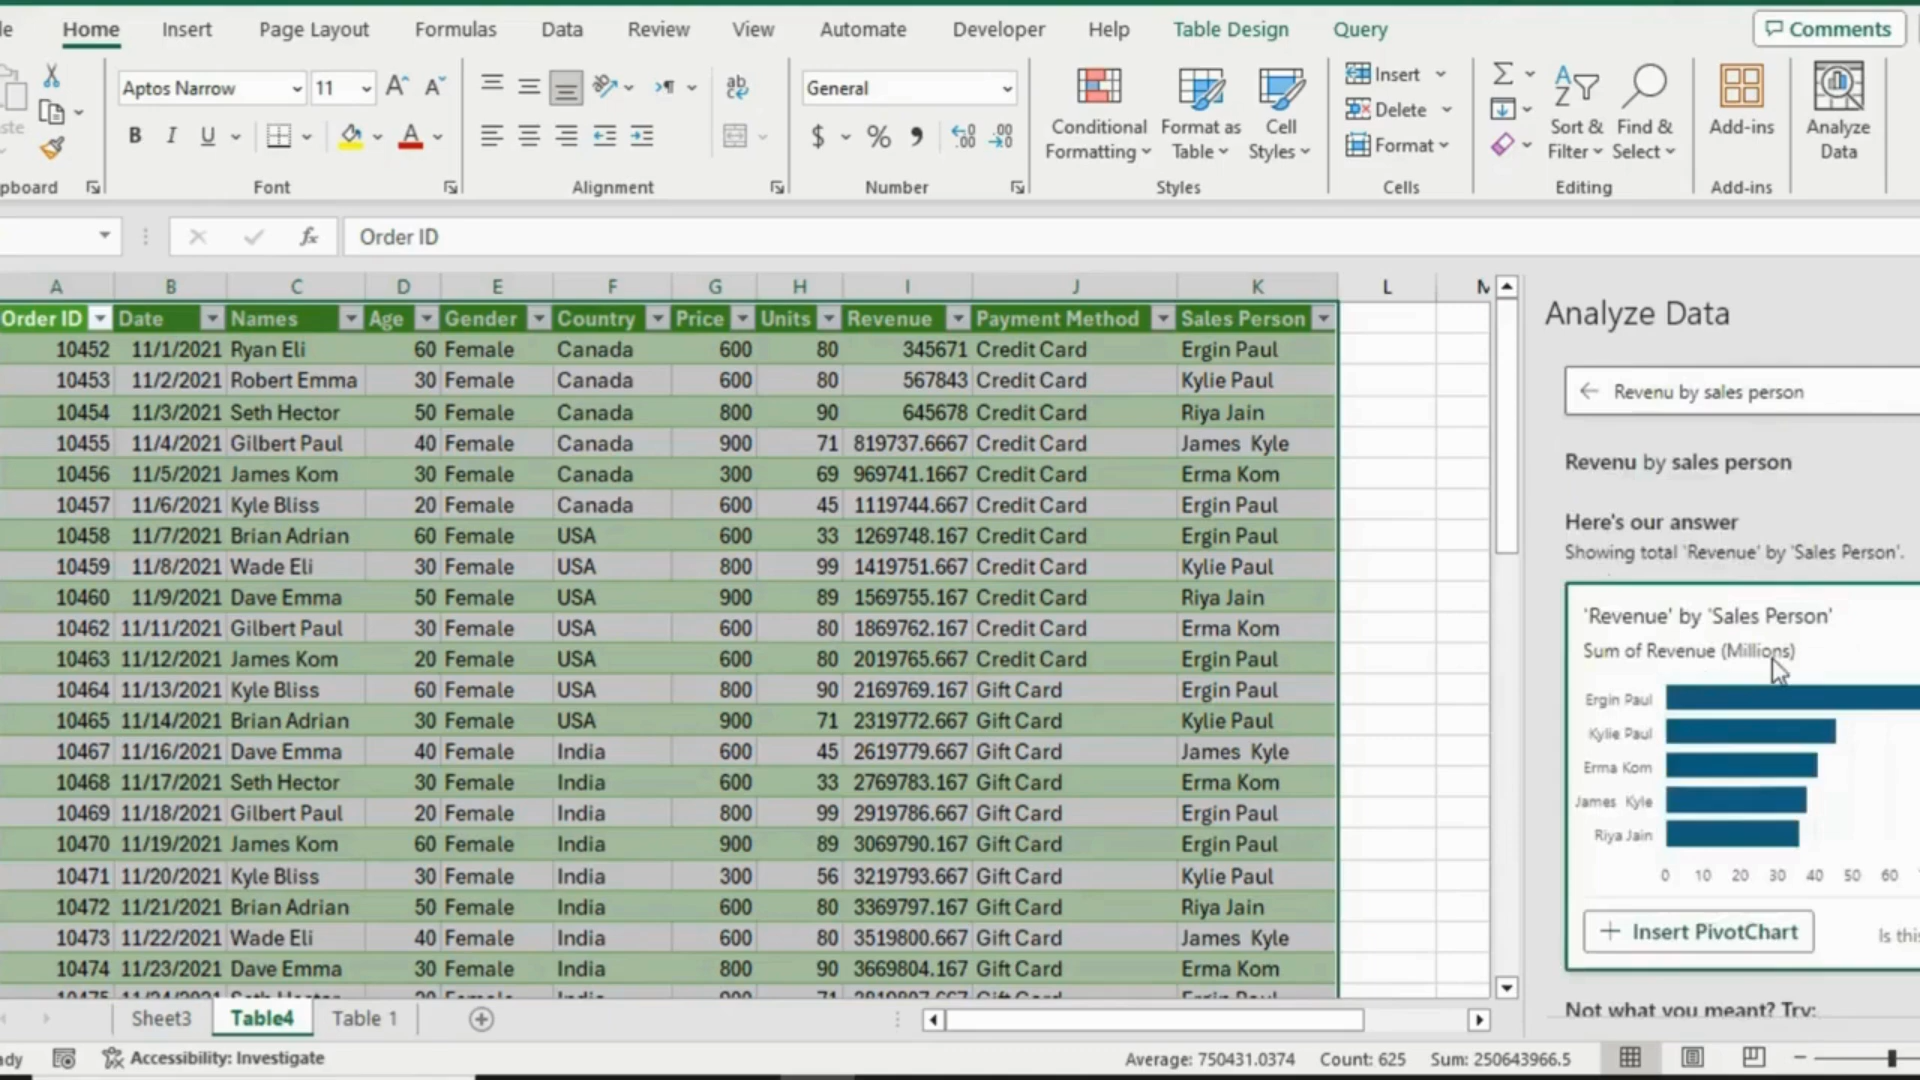 Home Insert Page Layout Formulas Data Review View Automate Developer Help Table Design Query Comments
Aptos Narrow 11 General Insert
Delete
Format
B I U $ % Conditional Formatting Format as Table Cell Styles Sort & Filter Find & Select Add-ins Analyze Data
Font Alignment Number Styles Cells Editing Add-ins
fx Order ID
A B C D E F G H I J K L
Order ID Date Names Age Gender Country Price Units Revenue Payment Method Sales Person
10452 11/1/2021 Ryan Eli 60 Female Canada 600 80 345671 Credit Card Ergin Paul
10453 11/2/2021 Robert Emma 30 Female Canada 600 80 567843 Credit Card Kylie Paul
10454 11/3/2021 Seth Hector 50 Female Canada 800 90 645678 Credit Card Riya Jain
10455 11/4/2021 Gilbert Paul 40 Female Canada 900 71 819737.6667 Credit Card James Kyle
10456 11/5/2021 James Kom 30 Female Canada 300 69 969741.1667 Credit Card Erma Kom
10457 11/6/2021 Kyle Bliss 20 Female Canada 600 45 1119744.667 Credit Card Ergin Paul
10458 11/7/2021 Brian Adrian 60 Female USA 600 33 1269748.167 Credit Card Ergin Paul
10459 11/8/2021 Wade Eli 30 Female USA 800 99 1419751.667 Credit Card Kylie Paul
10460 11/9/2021 Dave Emma 50 Female USA 900 89 1569755.167 Credit Card Riya Jain
10462 11/11/2021 Gilbert Paul 30 Female USA 600 80 1869762.167 Credit Card Erma Kom
10463 11/12/2021 James Kom 20 Female USA 600 80 2019765.667 Credit Card Ergin Paul
10464 11/13/2021 Kyle Bliss 60 Female USA 800 90 2169769.167 Gift Card Ergin Paul
10465 11/14/2021 Brian Adrian 30 Female USA 900 71 2319772.667 Gift Card Kylie Paul
10467 11/16/2021 Dave Emma 40 Female India 600 45 2619779.667 Gift Card James Kyle
10468 11/17/2021 Seth Hector 30 Female India 600 33 2769783.167 Gift Card Erma Kom
10469 11/18/2021 Gilbert Paul 20 Female India 800 99 2919786.667 Gift Card Ergin Paul
10470 11/19/2021 James Kom 60 Female India 900 89 3069790.167 Gift Card Ergin Paul
10471 11/20/2021 Kyle Bliss 30 Female India 300 56 3219793.667 Gift Card Kylie Paul
10472 11/21/2021 Brian Adrian 50 Female India 600 80 3369797.167 Gift Card Riya Jain
10473 11/22/2021 Wade Eli 40 Female India 600 80 3519800.667 Gift Card James Kyle
10474 11/23/2021 Dave Emma 30 Female India 800 90 3669804.167 Gift Card Erma Kom
Analyze Data
Revenu by sales person
Revenu by sales person
Here's our answer
Showing total 'Revenue' by 'Sales Person'.
'Revenue' by 'Sales Person'
Sum of Revenue (Millions)
Ergin Paul
Kylie Paul
Erma Kom
James Kyle
Riya Jain
0 10 20 30 40 50 60
Insert PivotChart
Is this
Not what you meant? Try:
Sheet3 Table4 Table 1
Accessibility: Investigate Average: 750431.0374 Count: 625 Sum: 250643966.5